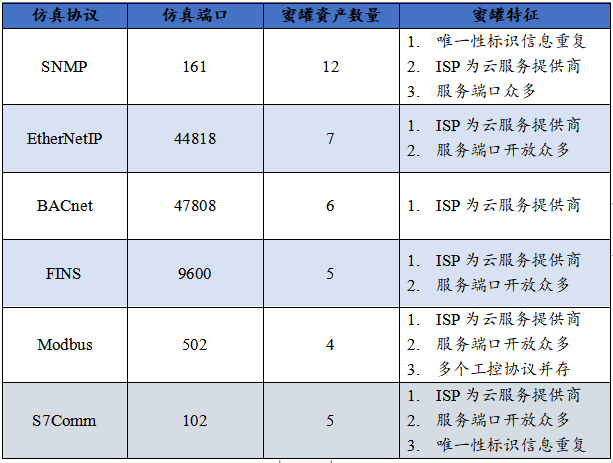 仿真协议 仿真端口 蜜罐资产数量 蜜罐特征
SNMP 161 12
1. 唯一性标识信息重复
2. ISP 为云服务提供商
3. 服务端口众多
EtherNetIP 44818 7
1. ISP 为云服务提供商
2. 服务端口开放众多
BACnet 47808 6
1. ISP 为云服务提供商
FINS 9600 5
1. ISP 为云服务提供商
2. 服务端口开放众多
Modbus 502 4
1. ISP 为云服务提供商
2. 服务端口开放众多
3. 多个工控协议并存
S7Comm 102 5
1. ISP 为云服务提供商
2. 服务端口开放众多
3. 唯一性标识信息重复